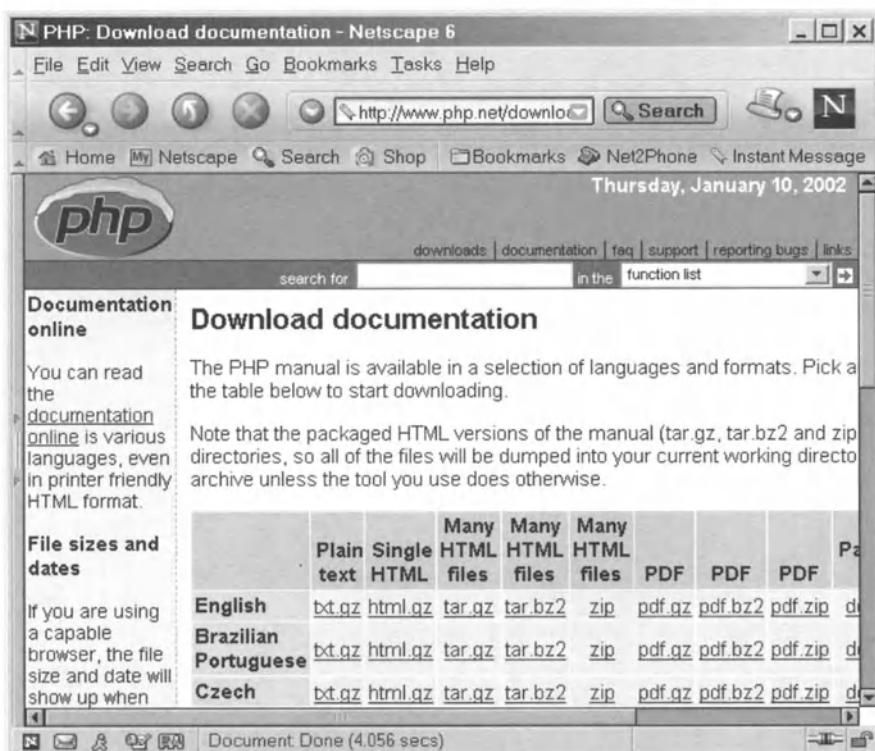 N PHP: Download documentation - Netscape 6
File Edit View Search Go Bookmarks Tasks Help
http://www.php.net/downlo Search N
Home My Netscape Search Shop Bookmarks Net2Phone Instant Message
php
Thursday, January 10, 2002
downloads | documentation | faq | support | reporting bugs | links
search for in the function list
Documentation
online
You can read
the
documentation
online is various
languages, even
in printer friendly
HTML format.
File sizes and
dates
If you are using
a capable
browser, the file
size and date will
show up when
Download documentation
The PHP manual is available in a selection of languages and formats. Pick a
the table below to start downloading.
Note that the packaged HTML versions of the manual (tar.gz, tar.bz2 and zip
directories, so all of the files will be dumped into your current working directo
archive unless the tool you use does otherwise.
Plain text Single HTML Many HTML files Many HTML files Many HTML files PDF PDF PDF Pa
English txt.gz html.gz tar.gz tar.bz2 zip pdf.gz pdf.bz2 pdf.zip
Brazilian Portuguese txt.gz html.gz tar.gz tar.bz2 zip pdf.gz pdf.bz2 pdf.zip
Czech txt.gz html.gz tar.gz tar.bz2 zip pdf.gz pdf.bz2 pdf.zip
N Document: Done (4.056 secs)